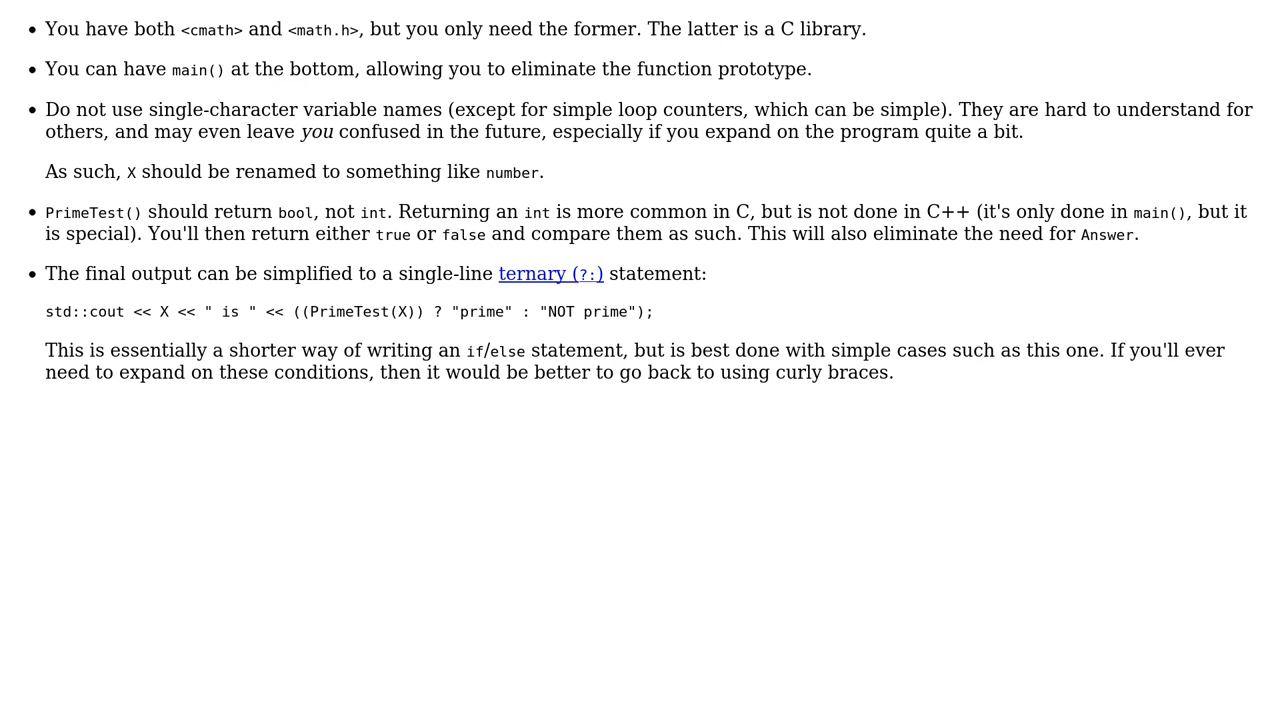 You have both <cmath> and <math.h>, but you only need the former. The latter is a C library.
You can have main() at the bottom, allowing you to eliminate the function prototype.
Do not use single-character variable names (except for simple loop counters, which can be simple). They are hard to understand for
others, and may even leave you confused in the future, especially if you expand on the program quite a bit.
As such, X should be renamed to something like number.
PrimeTest() should return bool, not int. Returning an int is more common in C, but is not done in C++ (it's only done in main(), but it
is special). You'll then return either true or false and compare them as such. This will also eliminate the need for Answer.
The final output can be simplified to a single-line ternary (?:) statement:
std::cout << X << " is " << ((PrimeTest(X)) ? "prime" : "NOT prime");
This is essentially a shorter way of writing an if/else statement, but is best done with simple cases such as this one. If you'll ever
need to expand on these conditions, then it would be better to go back to using curly braces.